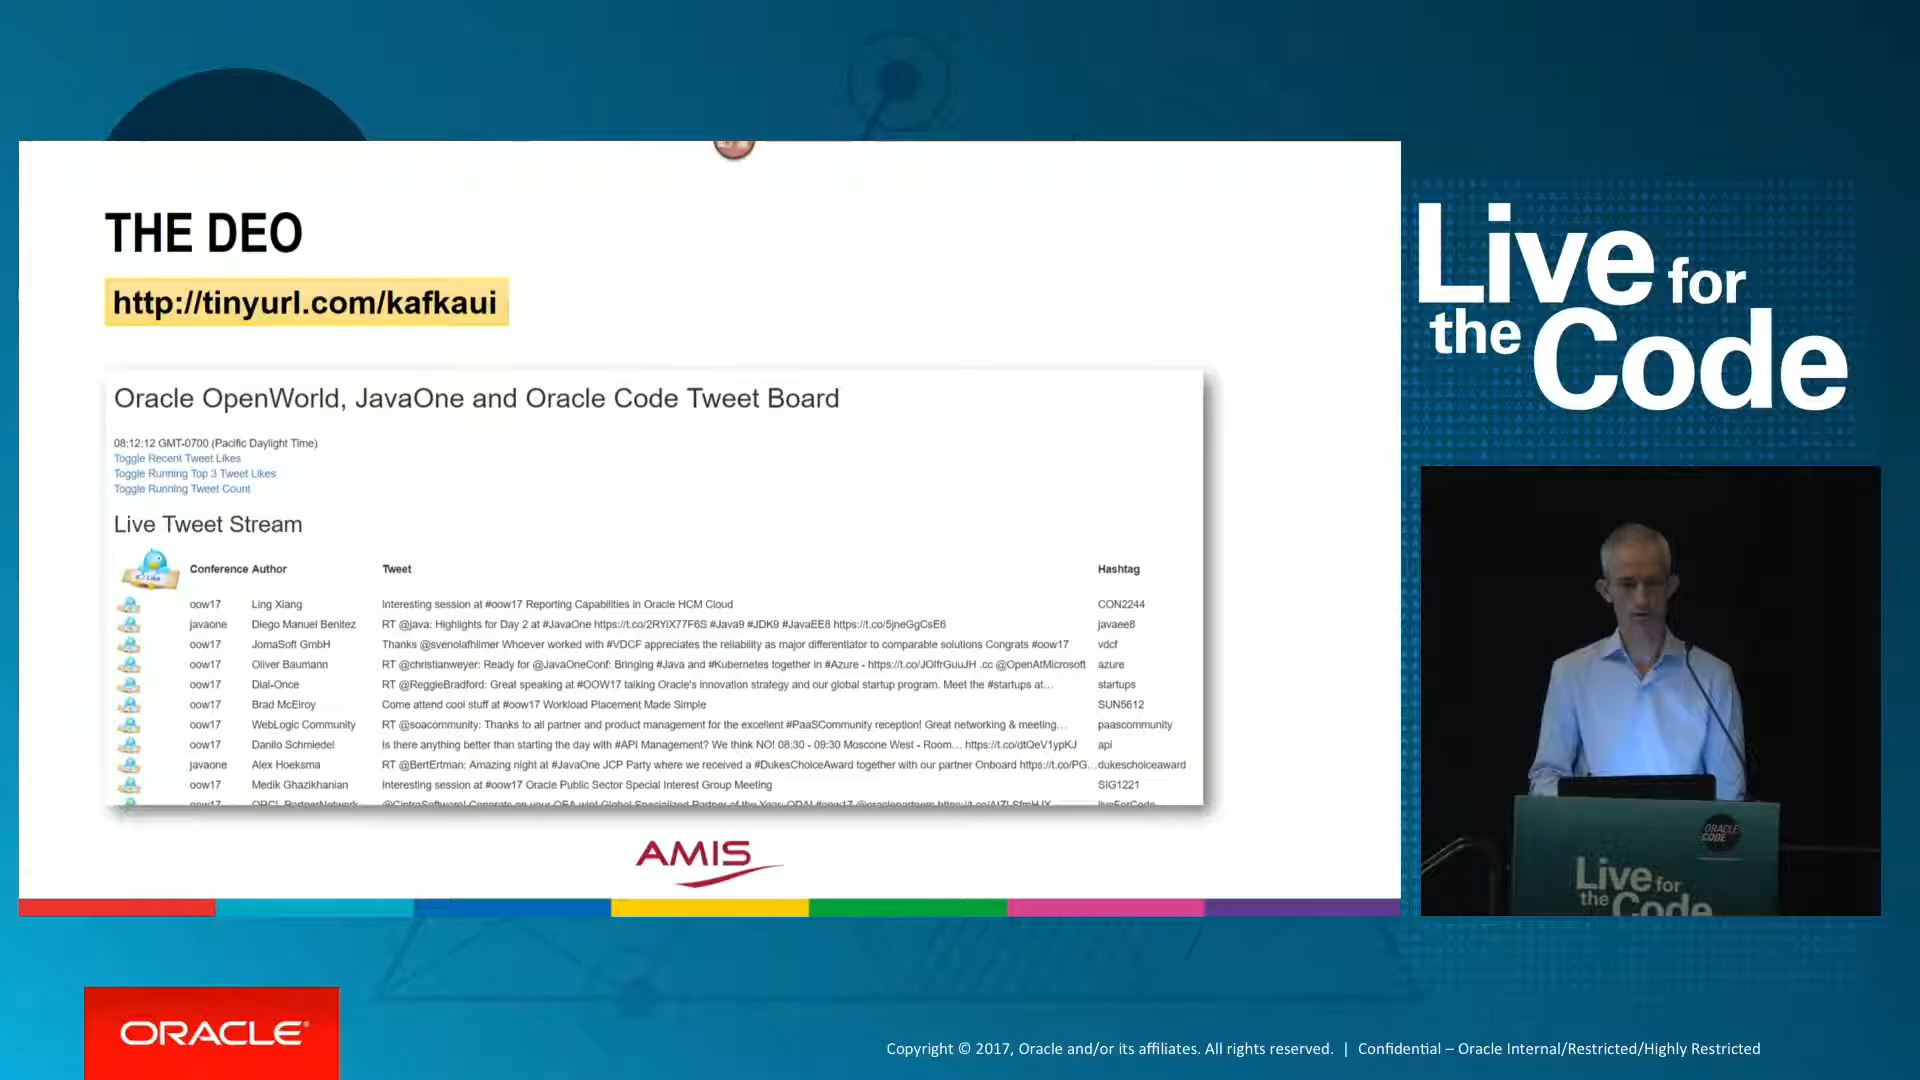 THE DEO
http://tinyurl.com/kafkaui
Oracle OpenWorld, JavaOne and Oracle Code Tweet Board
08:12:12 GMT-0700 (Pacific Daylight Time)
Toggle Recent Tweet Likes
Toggle Running Top 3 Tweet Likes
Toggle Running Tweet Count
Live Tweet Stream
Conference Author Tweet Hashtag
oow17 Ling Xiang Interesting session at #oow17 Reporting Capabilities in Oracle HCM Cloud CON2244
javaone Diego Manuel Benitez RT @java: Highlights for Day 2 at #JavaOne https://t.co/2RYiX77F6S #Java9 #JDK9 #JavaEE8 https://t.co/5jneGgCsE6 javaee8
oow17 JomaSoft GmbH Thanks @svenolafhilmer Whoever worked with #VDCF appreciates the reliability as major differentiator to comparable solutions Congrats #oow17 vdcf
oow17 Oliver Baumann RT @christianweyer: Ready for @JavaOneConf: Bringing #Java and #Kubernetes together in #Azure - https://t.co/JOlfrGuuJH .cc @OpenAtMicrosoft azure
oow17 Dial-Once RT @ReggieBradford: Great speaking at #OOW17 talking Oracle's innovation strategy and our global startup program. Meet the #startups at… startups
oow17 Brad McElroy Come attend cool stuff at #oow17 Workload Placement Made Simple SUN5612
oow17 WebLogic Community RT @soacommunity: Thanks to all partner and product management for the excellent #PaaSCommunity reception! Great networking & meeting… paascommunity
oow17 Danilo Schmiedel Is there anything better than starting the day with #API Management? We think NO! 08:30 - 09:30 Moscone West - Room… https://t.co/dtQeV1ypKJ api
javaone Alex Hoeksma RT @BertErtman: Amazing night at #JavaOne JCP Party where we received a #DukesChoiceAward together with our partner Onboard https://t.co/PG… dukeschoiceaward
oow17 Medik Ghazikhanian Interesting session at #oow17 Oracle Public Sector Special Interest Group Meeting SIG1221
AMIS
Live for
the Code
ORACLE
CODE
Live for
the Code
ORACLE®
Copyright © 2017, Oracle and/or its affiliates. All rights reserved. | Confidential – Oracle Internal/Restricted/Highly Restricted